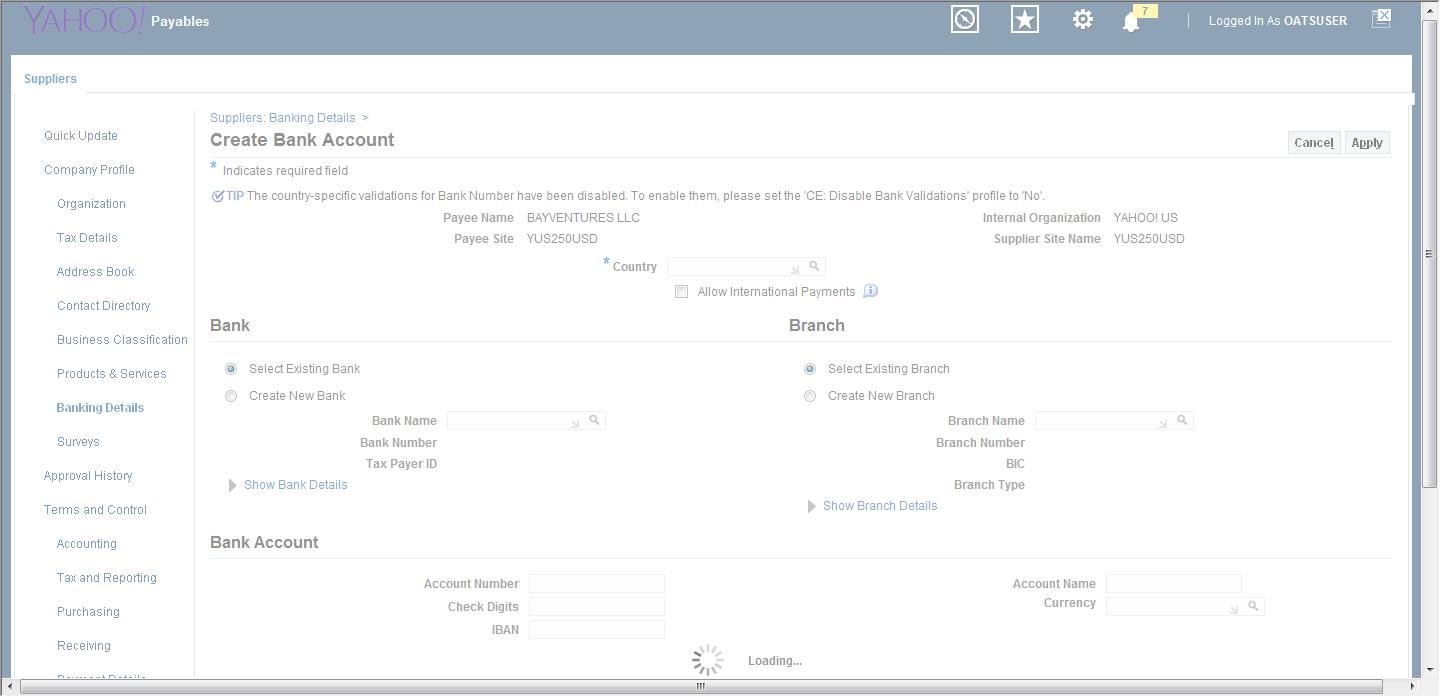 YAHOO! Payables 7 Logged In As OATSUSER
Suppliers
Quick Update
Company Profile
Organization
Tax Details
Address Book
Contact Directory
Business Classification
Products & Services
Banking Details
Surveys
Approval History
Terms and Control
Accounting
Tax and Reporting
Purchasing
Receiving
Payment Details
Suppliers: Banking Details >
Create Bank Account
Cancel Apply
* Indicates required field
TIP The country-specific validations for Bank Number have been disabled. To enable them, please set the 'CE: Disable Bank Validations' profile to 'No'.
Payee Name BAYVENTURES LLC Internal Organization YAHOO! US
Payee Site YUS250USD Supplier Site Name YUS250USD
* Country
Allow International Payments
Bank
Select Existing Bank
Create New Bank
Bank Name
Bank Number
Tax Payer ID
Show Bank Details
Branch
Select Existing Branch
Create New Branch
Branch Name
Branch Number
BIC
Branch Type
Show Branch Details
Bank Account
Account Number
Check Digits
IBAN
Account Name
Currency
Loading...